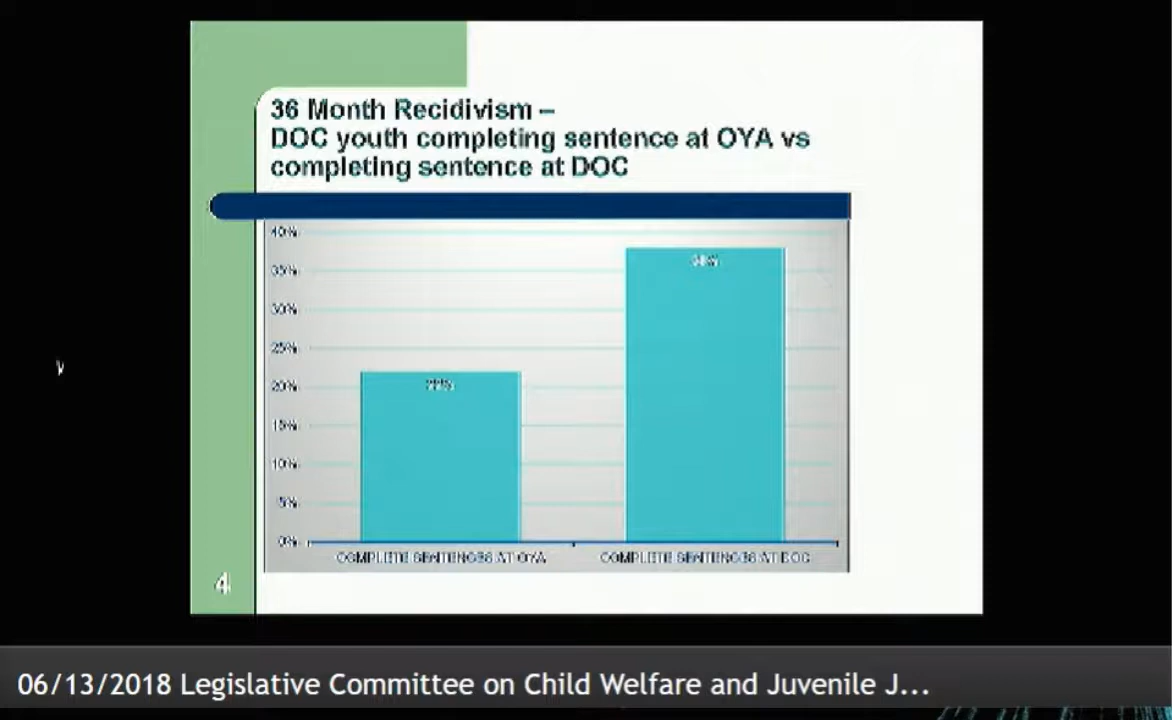 36 Month Recidivism –
DOC youth completing sentence at OYA vs
completing sentence at DOC
40%
35%
30%
25%
20%
15%
10%
5%
0%
22%
38%
COMPLETE SENTENCES AT OYA
COMPLETE SENTENCES AT DOC
4
06/13/2018 Legislative Committee on Child Welfare and Juvenile J...